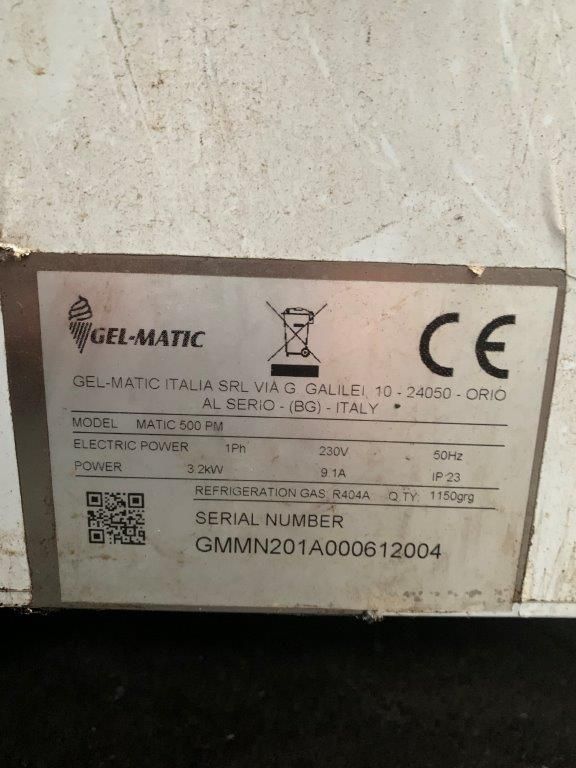 GEL-MATIC
CE
GEL-MATIC ITALIA SRL VIA G. GALILEI, 10 - 24050 - ORIO
AL SERIO - (BG) - ITALY
MODEL MATIC 500 PM
ELECTRIC POWER 1Ph 230V 50Hz
POWER 3.2kW 9.1A IP 23
REFRIGERATION GAS: R404A Q.TY: 1150grg
SERIAL NUMBER
GMMN201A000612004